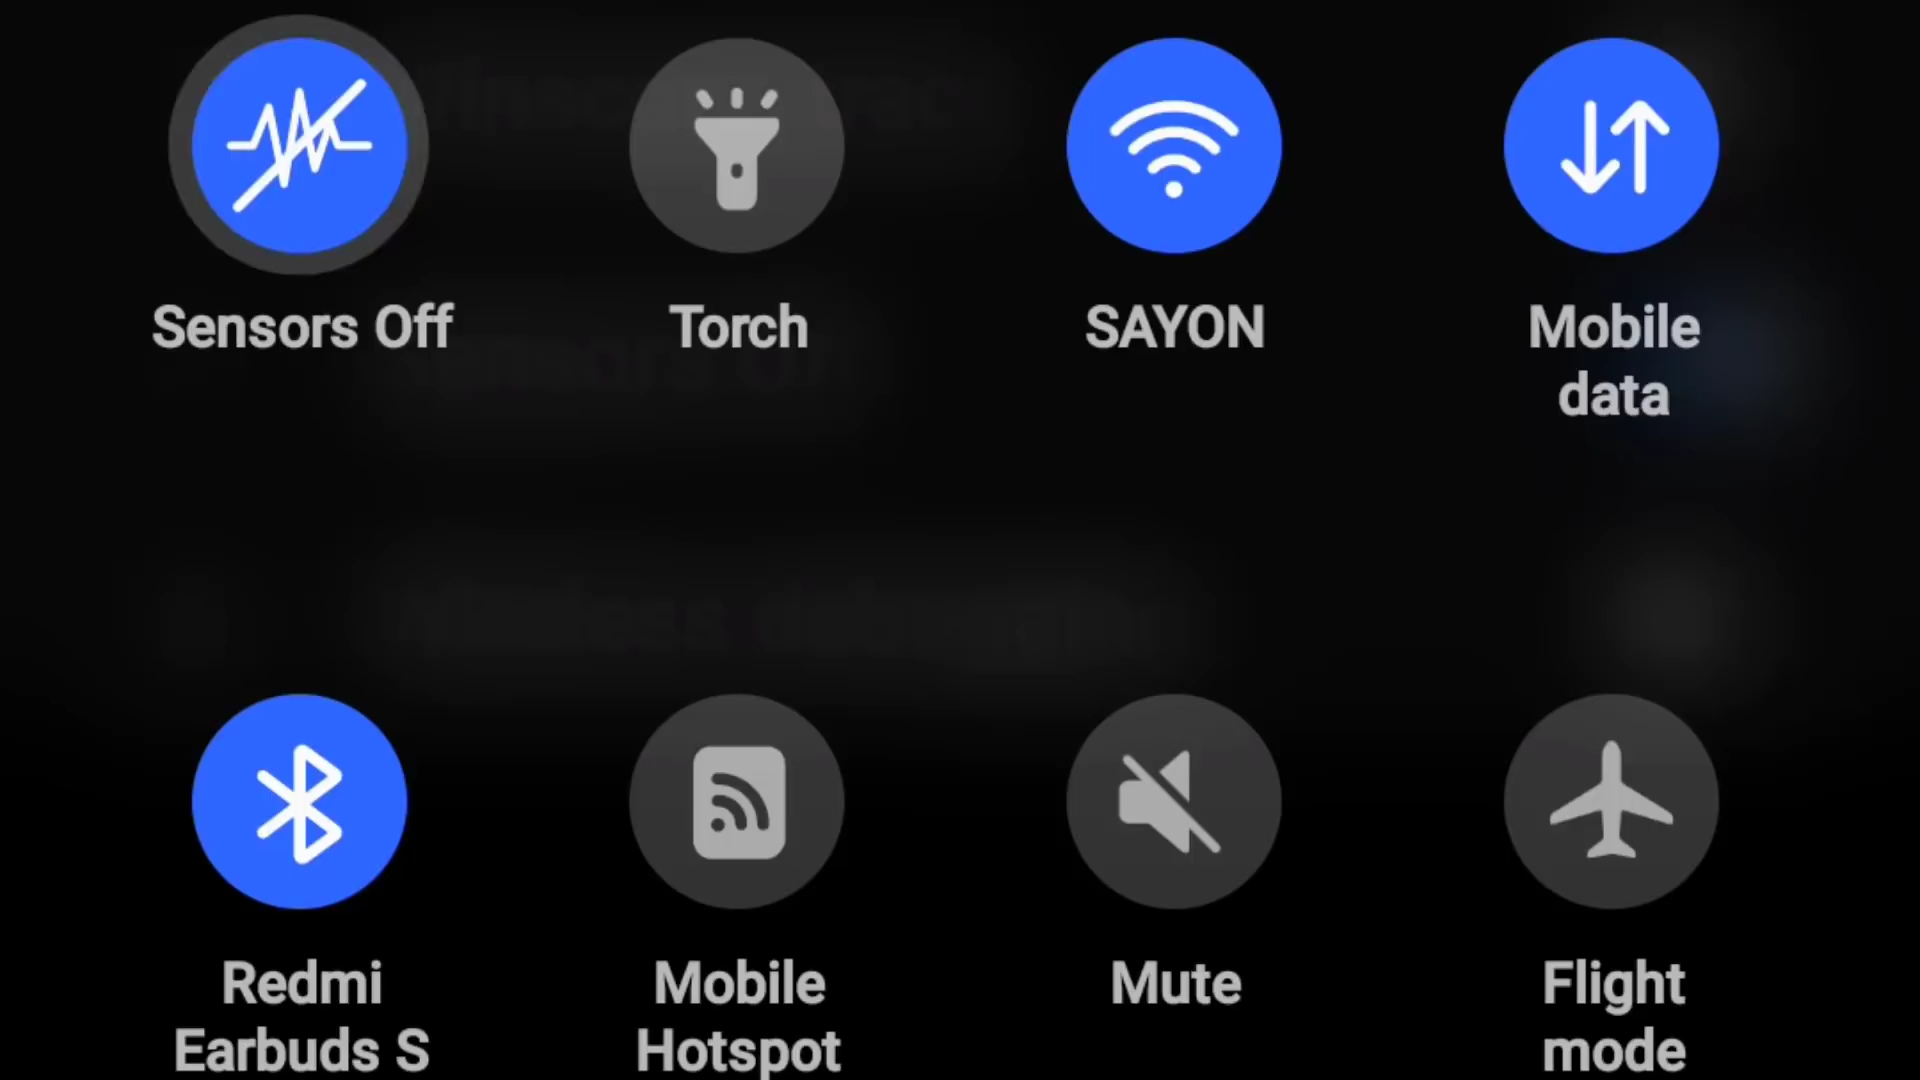 Sensors Off
Torch
SAYON
Mobile
data
Redmi
Earbuds S
Mobile
Hotspot
Mute
Flight
mode